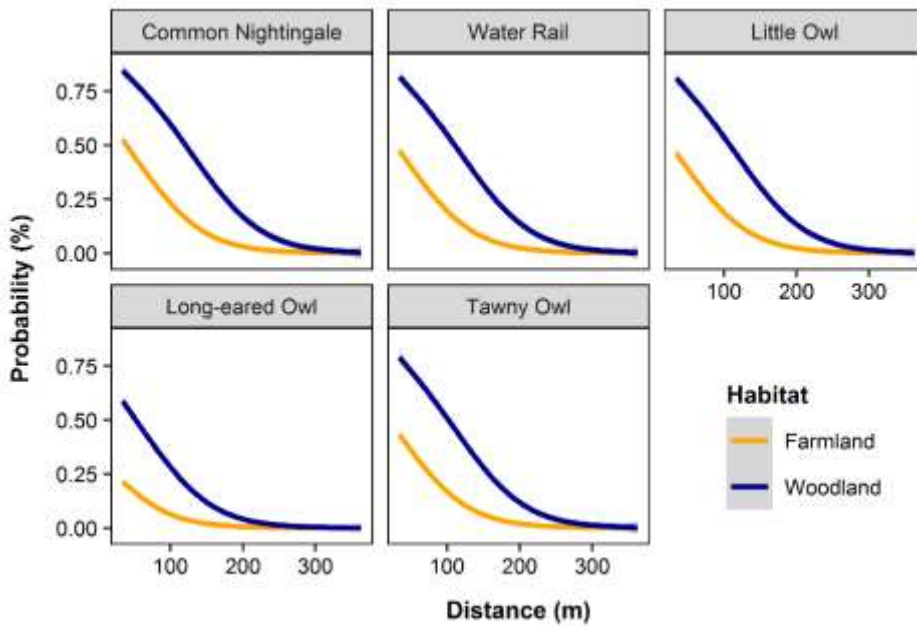 Common Nightingale
Water Rail
Little Owl
0.75
0.50
0.25
0.00
100 200 300
Long-eared Owl
Tawny Owl
0.75
0.50
0.25
0.00
100 200 300
100 200 300
Probability (%)
Distance (m)
Habitat
Farmland
Woodland